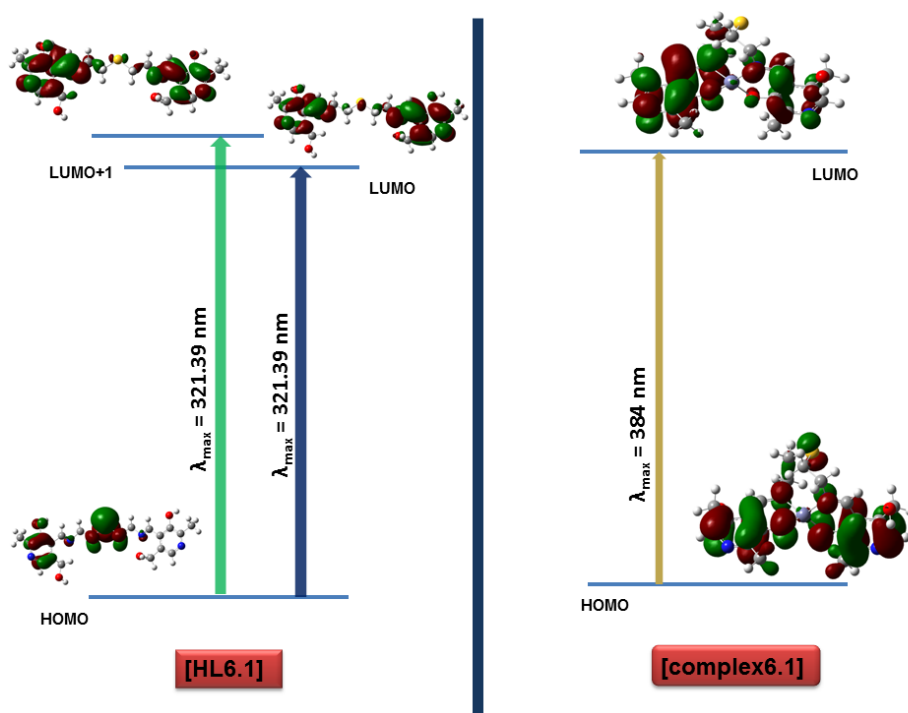 LUMO+1
LUMO
λmax = 321.39 nm
λmax = 321.39 nm
HOMO
[HL6.1]
LUMO
λmax = 384 nm
HOMO
[complex6.1]